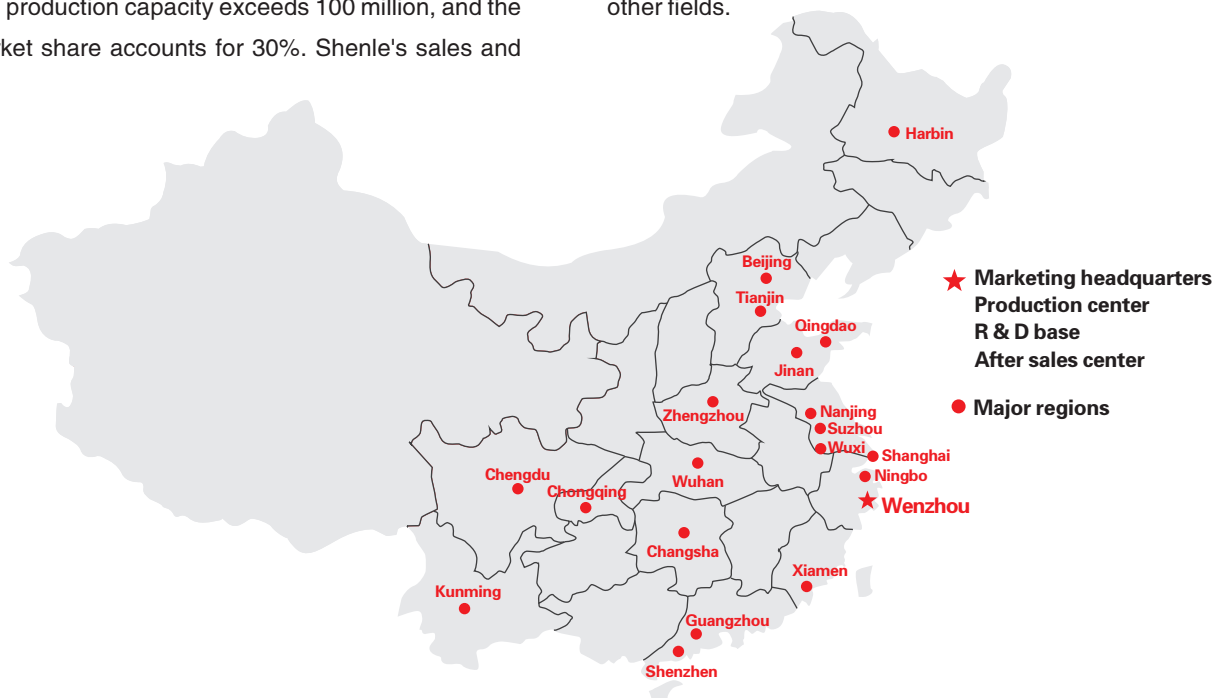 production capacity exceeds 100 million, and the
ket share accounts for 30%. Shenle's sales and
other fields.
Harbin
Beijing
Tianjin
Qingdao
Jinan
Zhengzhou
Nanjing
Suzhou
Wuxi
Shanghai
Ningbo
Wenzhou
Chengdu
Chongqing
Wuhan
Changsha
Xiamen
Kunming
Guangzhou
Shenzhen
Marketing headquarters
Production center
R & D base
After sales center
Major regions